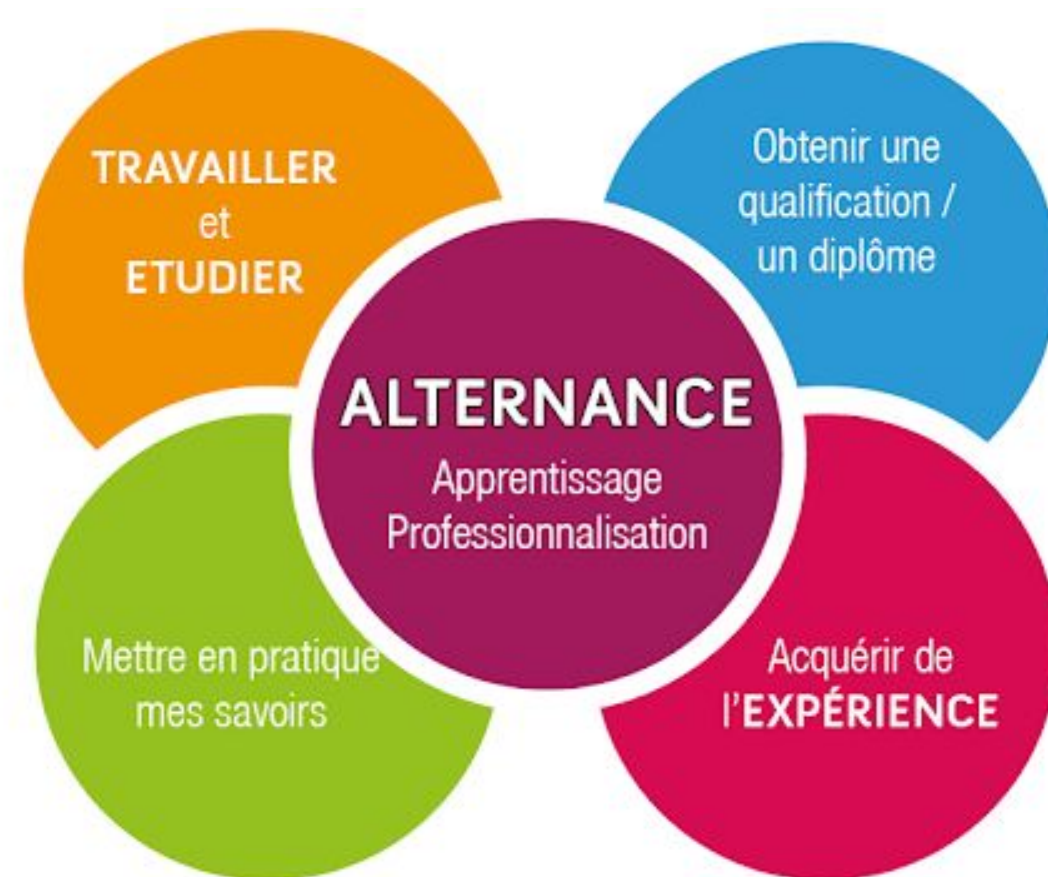 TRAVAILLER
et
ETUDIER
Obtenir une
qualification /
un diplôme
ALTERNANCE
Apprentissage
Professionnalisation
Mettre en pratique
mes savoirs
Acquérir de
l'EXPÉRIENCE